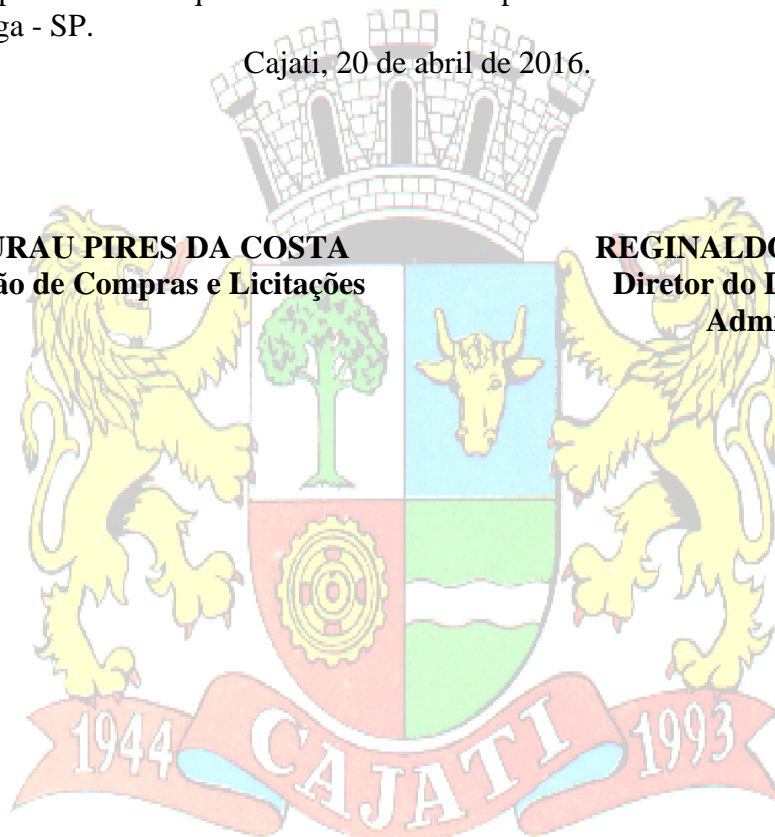 ga - SP.
Cajati, 20 de abril de 2016.
URAU PIRES DA COSTA
REGINALDO
ão de Compras e Licitações
Diretor do D
Admi
1944
CAJATI
1993